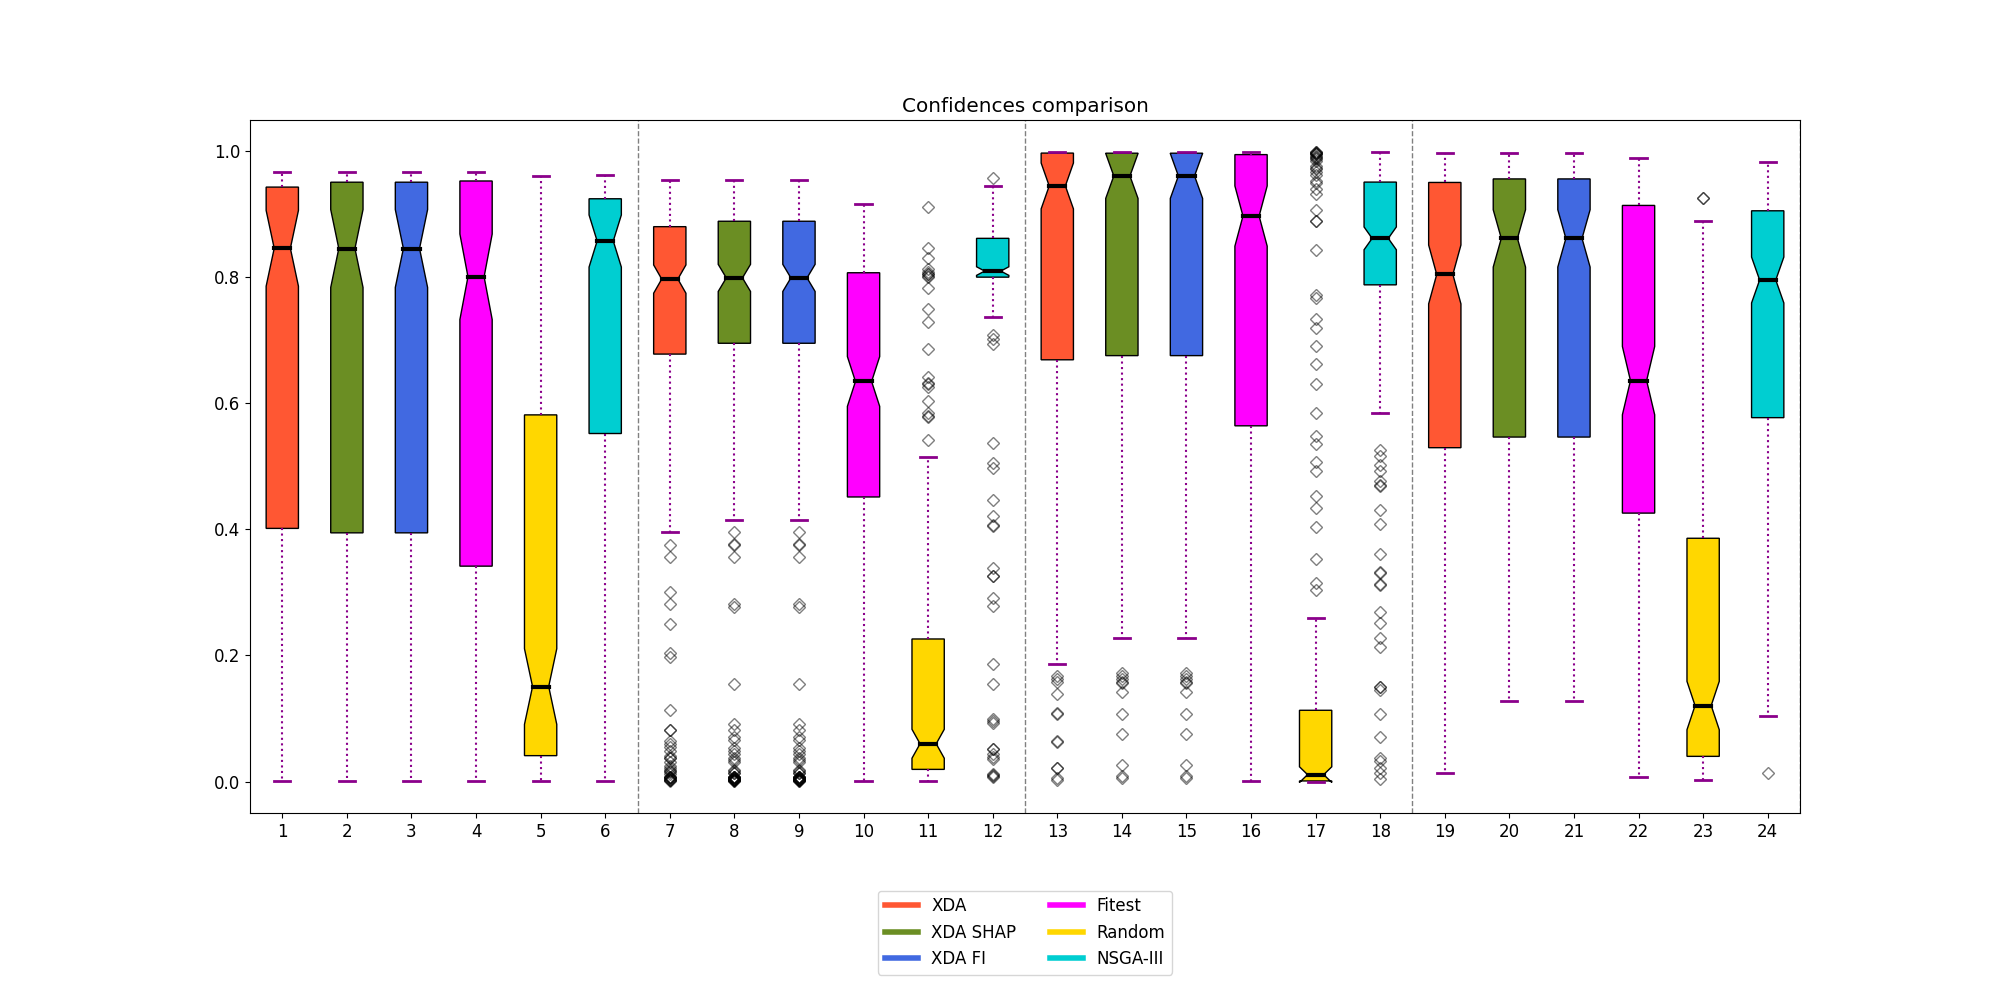 Confidences comparison
1.0
0.8
0.6
0.4
0.2
0.0
1 2 3 4 5 6 7 8 9 10 11 12 13 14 15 16 17 18 19 20 21 22 23 24
XDA Fitest
XDA SHAP Random
XDA FI NSGA-III